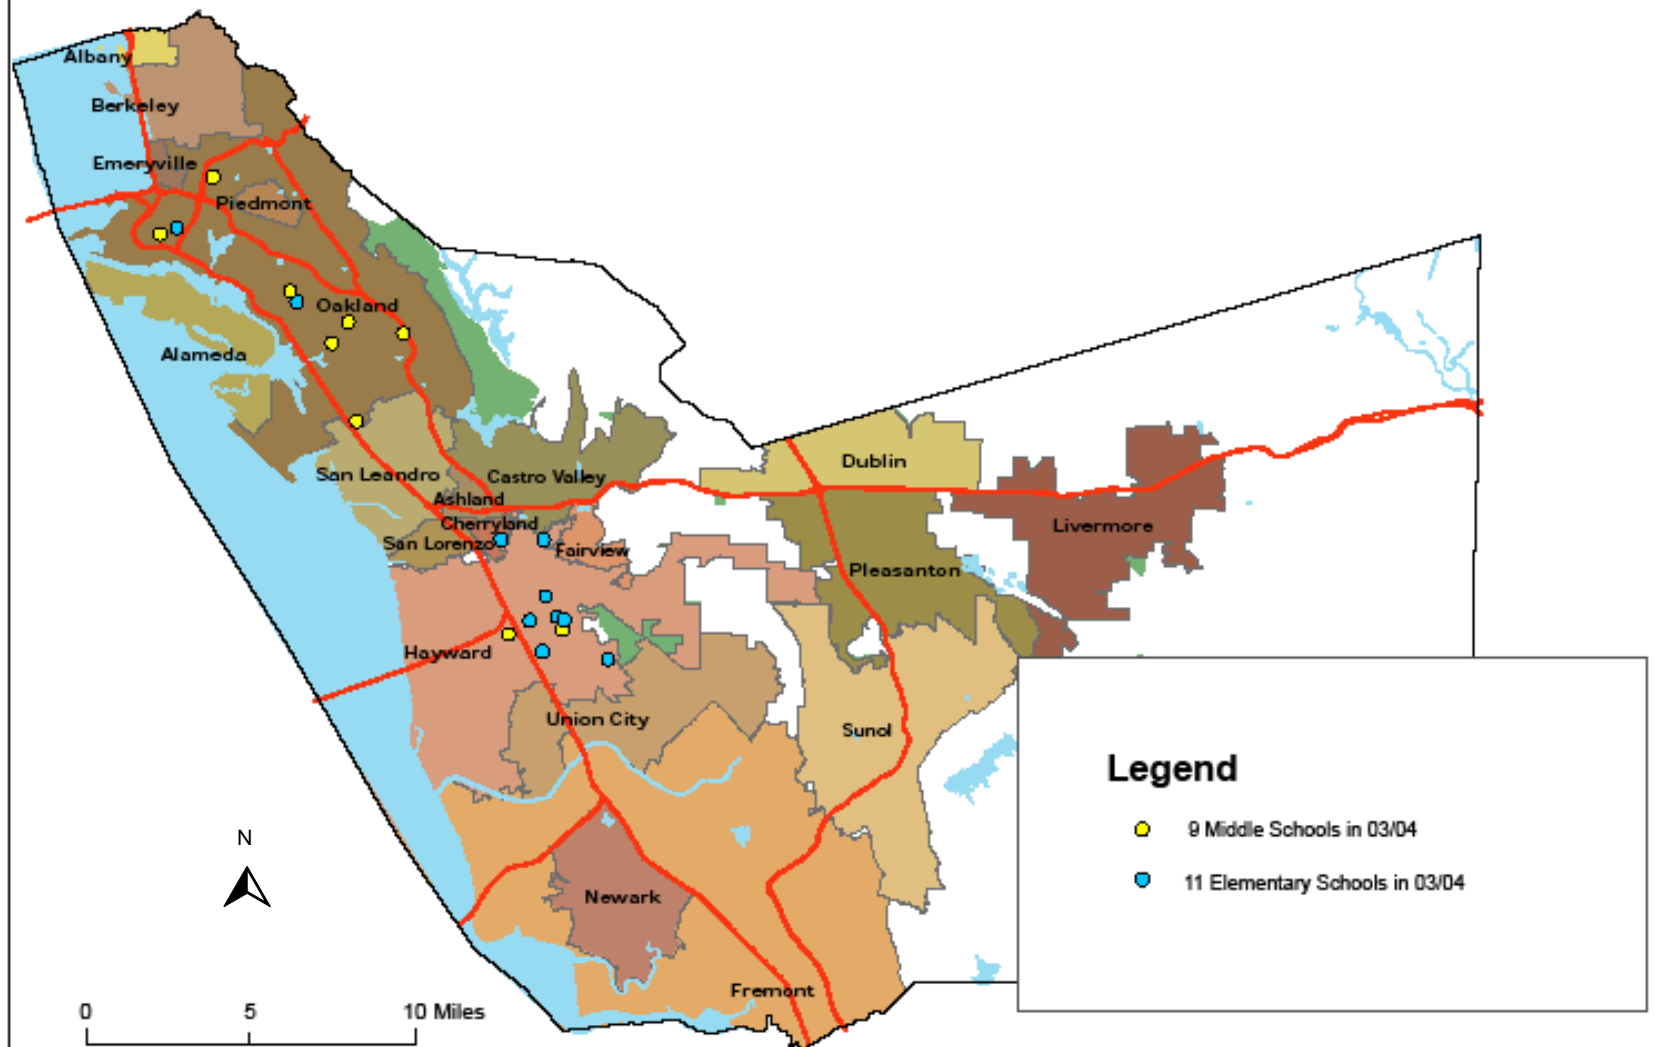 Albany
Berkeley
Emeryville
Piedmont
Oakland
Alameda
San Leandro
Castro Valley
Dublin
Ashland
Cherryland
San Lorenzo
Fairview
Livermore
Pleasanton
Hayward
Union City
Sunol
Legend
9 Middle Schools in 03/04
N
11 Elementary Schools in 03/04
Newark
Fremont
0 5 10 Miles